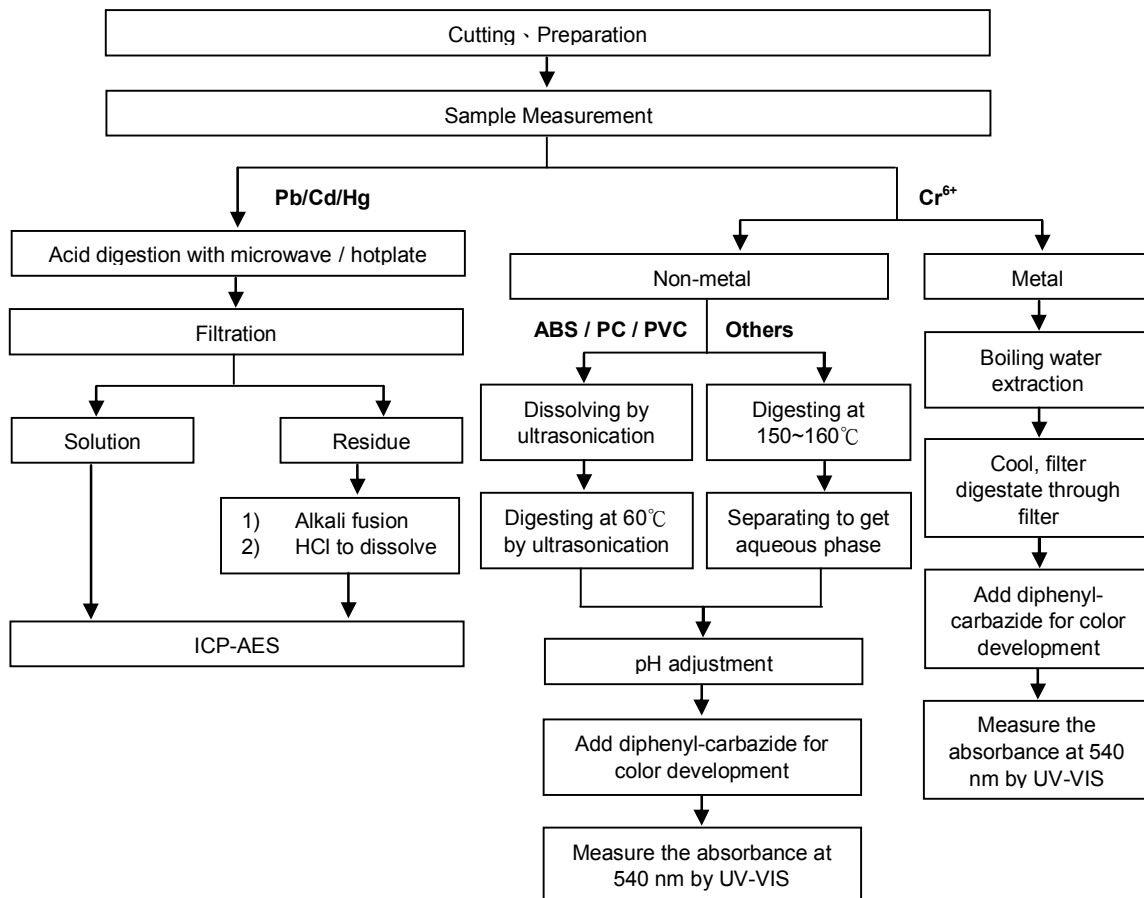 Cutting、Preparation
Sample Measurement
Pb/Cd/Hg
Cr6+
Acid digestion with microwave / hotplate
Non-metal
Metal
Filtration
ABS / PC / PVC
Others
Boiling water
extraction
Solution
Residue
Dissolving by
ultrasonication
Digesting at
150~160℃
Cool, filter
digestate through
filter
1) Alkali fusion
2) HCl to dissolve
Digesting at 60℃
by ultrasonication
Separating to get
aqueous phase
Add diphenyl-
carbazide for color
development
ICP-AES
pH adjustment
Measure the
absorbance at 540
nm by UV-VIS
Add diphenyl-carbazide for
color development
Measure the absorbance at
540 nm by UV-VIS